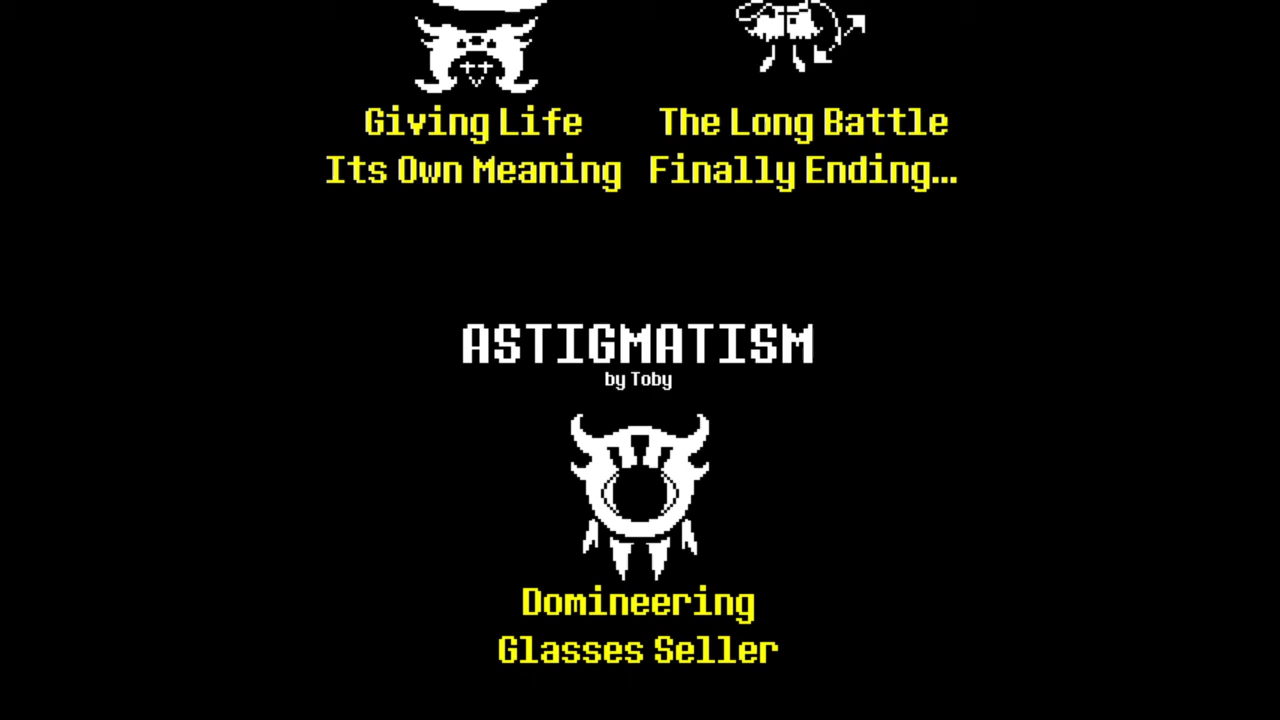 Giving Life
Its Own Meaning
The Long Battle
Finally Ending...
ASTIGMATISM
by Toby
Domineering
Glasses Seller